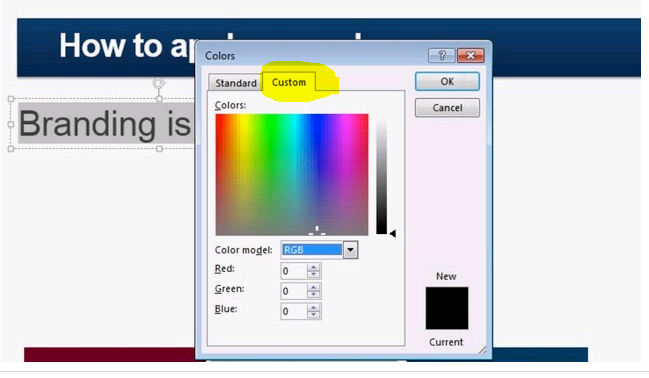 How to ap
Colors
Standard Custom
OK
Colors:
Cancel
Branding is
Color model: RGB
Red: 0
Green: 0
Blue: 0
New
Current